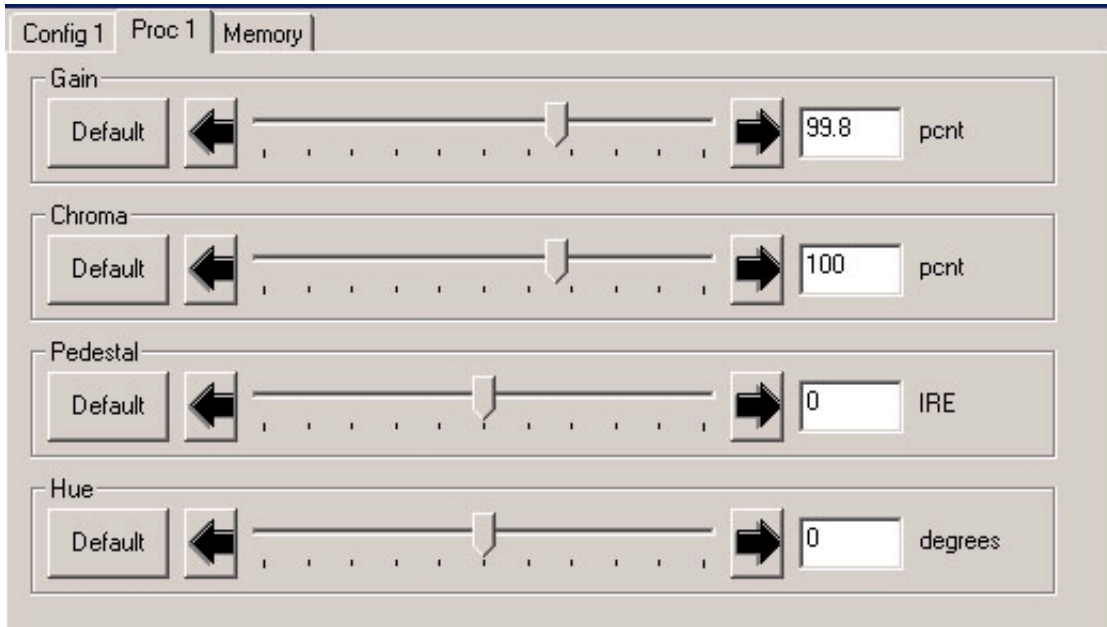 Config 1 Proc 1 Memory
Gain
Default 99.8 pcnt
Chroma
Default 100 pcnt
Pedestal
Default 0 IRE
Hue
Default 0 degrees